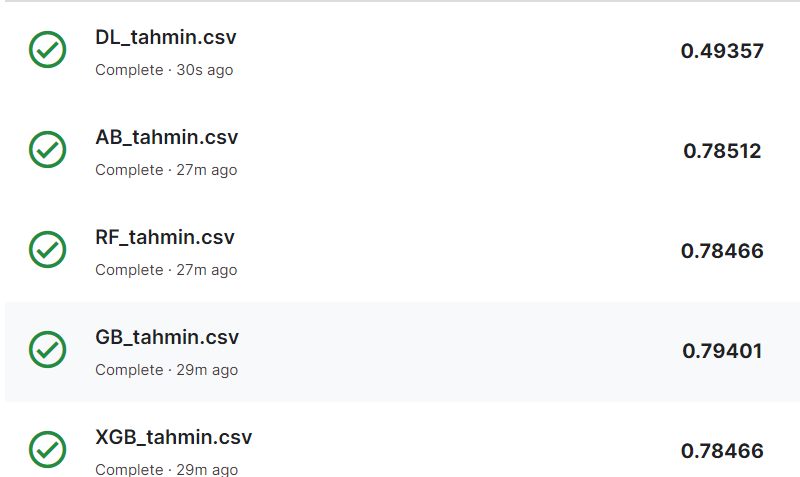 DL_tahmin.csv
0.49357
Complete · 30s ago
AB_tahmin.csv
0.78512
Complete · 27m ago
RF_tahmin.csv
0.78466
Complete · 27m ago
GB_tahmin.csv
0.79401
Complete · 29m ago
XGB_tahmin.csv
0.78466
Complete · 29m ago